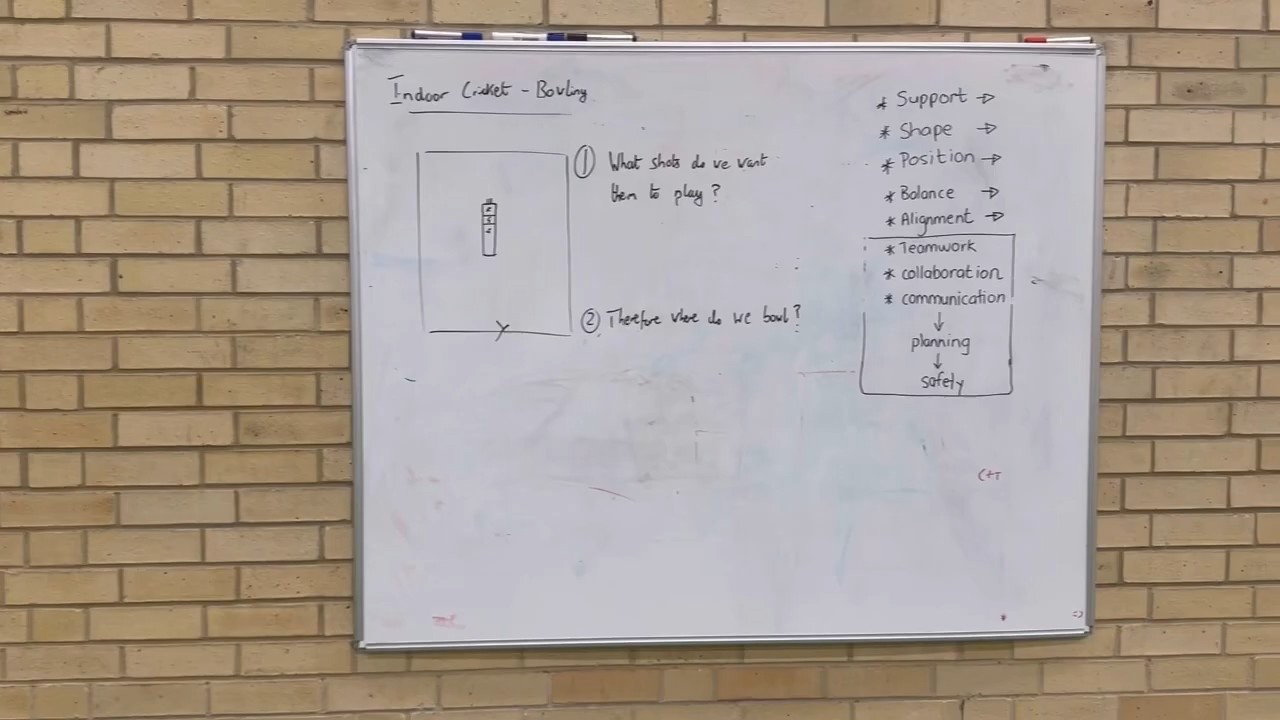 Indoor Cricket - Bowling
① What shots do we want
them to play?
② Therefore where do we bowl?
* Support →
* Shape →
* Position →
* Balance →
* Alignment →
* Teamwork
* collaboration
* communication
↓
planning
↓
safely